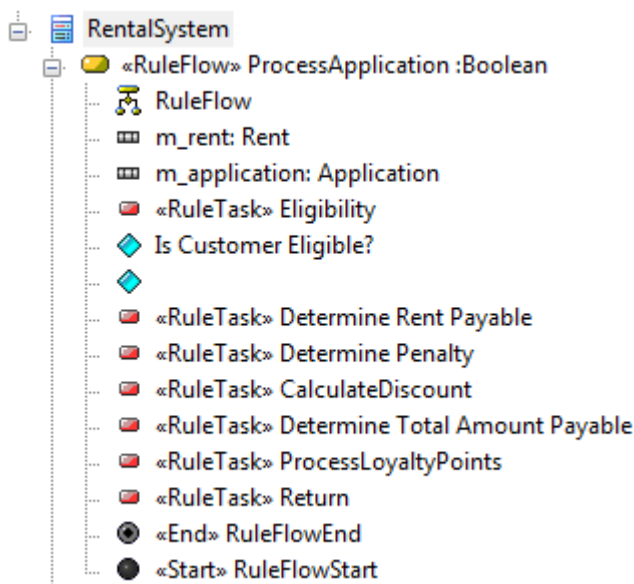 RentalSystem
«RuleFlow» ProcessApplication :Boolean
RuleFlow
m_rent: Rent
m_application: Application
«RuleTask» Eligibility
Is Customer Eligible?
«RuleTask» Determine Rent Payable
«RuleTask» Determine Penalty
«RuleTask» CalculateDiscount
«RuleTask» Determine Total Amount Payable
«RuleTask» ProcessLoyaltyPoints
«RuleTask» Return
«End» RuleFlowEnd
«Start» RuleFlowStart